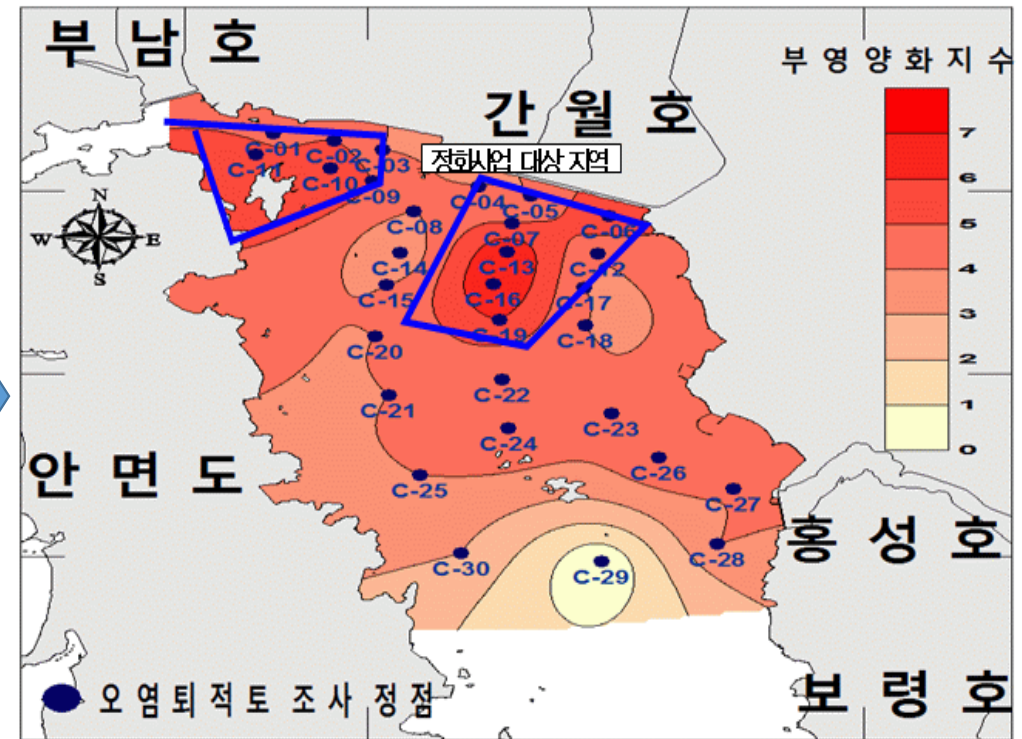 부 남 호
부 영 양 화 지 수
간 월 호
정화사업 대상 지역
7
6
5
4
3
2
1
0
N
W E
S
C-01
C-02
C-03
C-11
C-10
C-09
C-04
C-05
C-06
C-08
C-07
C-14
C-13
C-12
C-15
C-16
C-17
C-19
C-18
C-20
C-22
C-21
C-23
C-24
C-26
C-25
C-27
안 면 도
홍 성 호
C-28
C-30
C-29
보 령 호
오염퇴적토 조사 정점